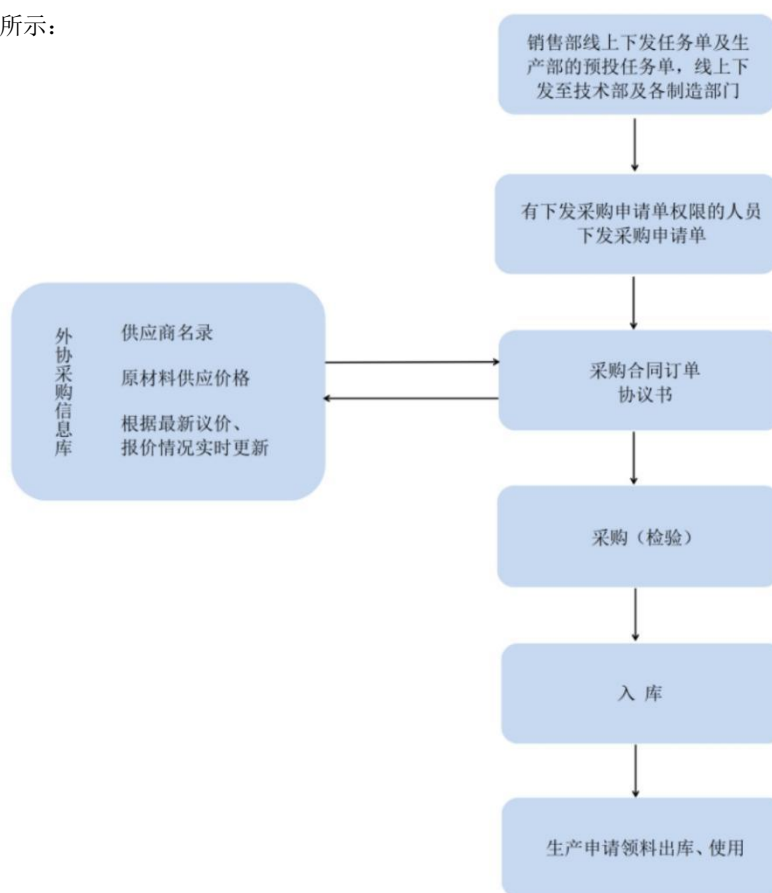 所示：
销售部线上下发任务单及生
产部的预投任务单，线上下
发至技术部及各制造部门
有下发采购申请单权限的人员
下发采购申请单
外协采购信息库
供应商名录
原材料供应价格
根据最新议价、
报价情况实时更新
采购合同订单
协议书
采购（检验）
入 库
生产申请领料出库、使用